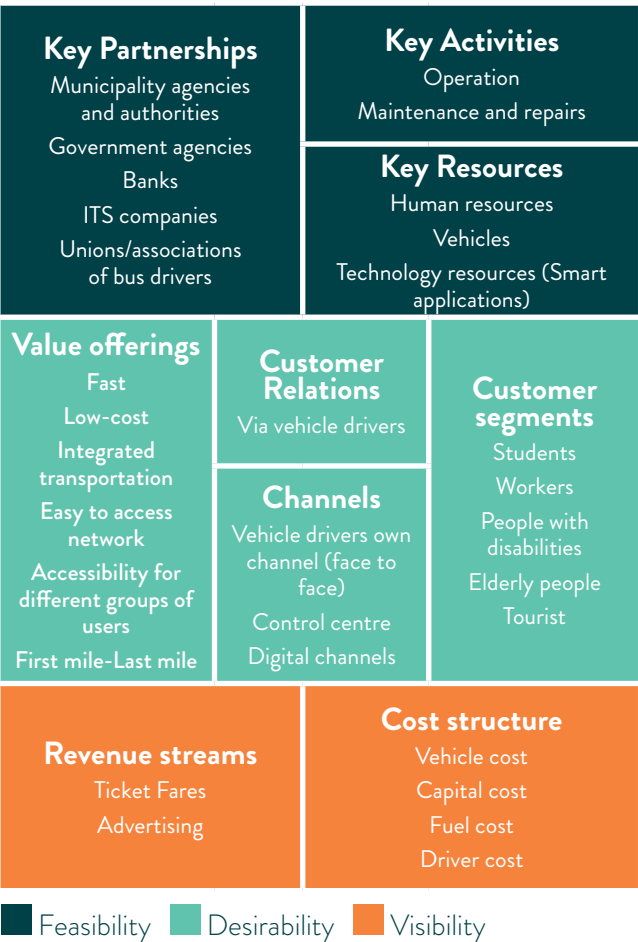 Key Partnerships
Municipality agencies
and authorities
Government agencies
Banks
ITS companies
Unions/associations
of bus drivers
Key Activities
Operation
Maintenance and repairs
Key Resources
Human resources
Vehicles
Technology resources (Smart
applications)
Value offerings
Fast
Low-cost
Integrated
transportation
Easy to access
network
Accessibility for
different groups of
users
First mile-Last mile
Customer
Relations
Via vehicle drivers
Channels
Vehicle drivers own
channel (face to
face)
Control centre
Digital channels
Customer
segments
Students
Workers
People with
disabilities
Elderly people
Tourist
Revenue streams
Ticket Fares
Advertising
Cost structure
Vehicle cost
Capital cost
Fuel cost
Driver cost
Feasibility Desirability Visibility